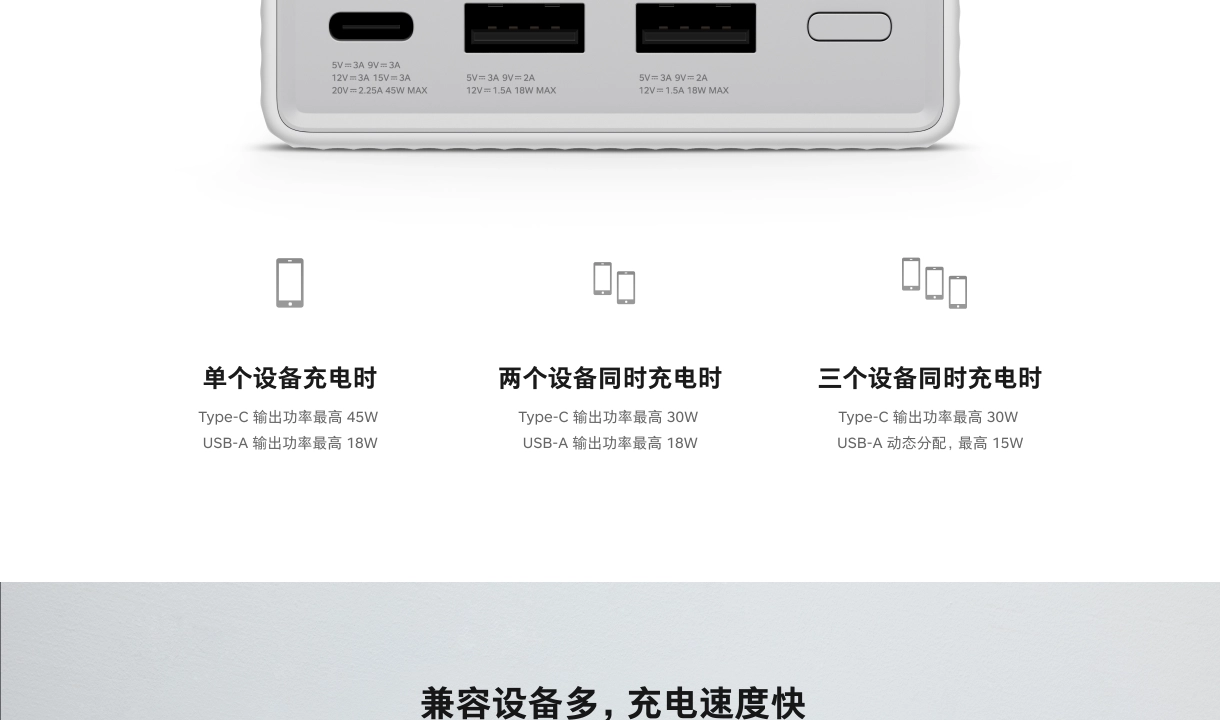 5V⎓3A 9V⎓3A
12V⎓3A 15V⎓3A
20V⎓2.25A 45W MAX
5V⎓3A 9V⎓2A
12V⎓1.5A 18W MAX
5V⎓3A 9V⎓2A
12V⎓1.5A 18W MAX
单个设备充电时
Type-C 输出功率最高 45W
USB-A 输出功率最高 18W
两个设备同时充电时
Type-C 输出功率最高 30W
USB-A 输出功率最高 18W
三个设备同时充电时
Type-C 输出功率最高 30W
USB-A 动态分配，最高 15W
兼容设备多，充电速度快